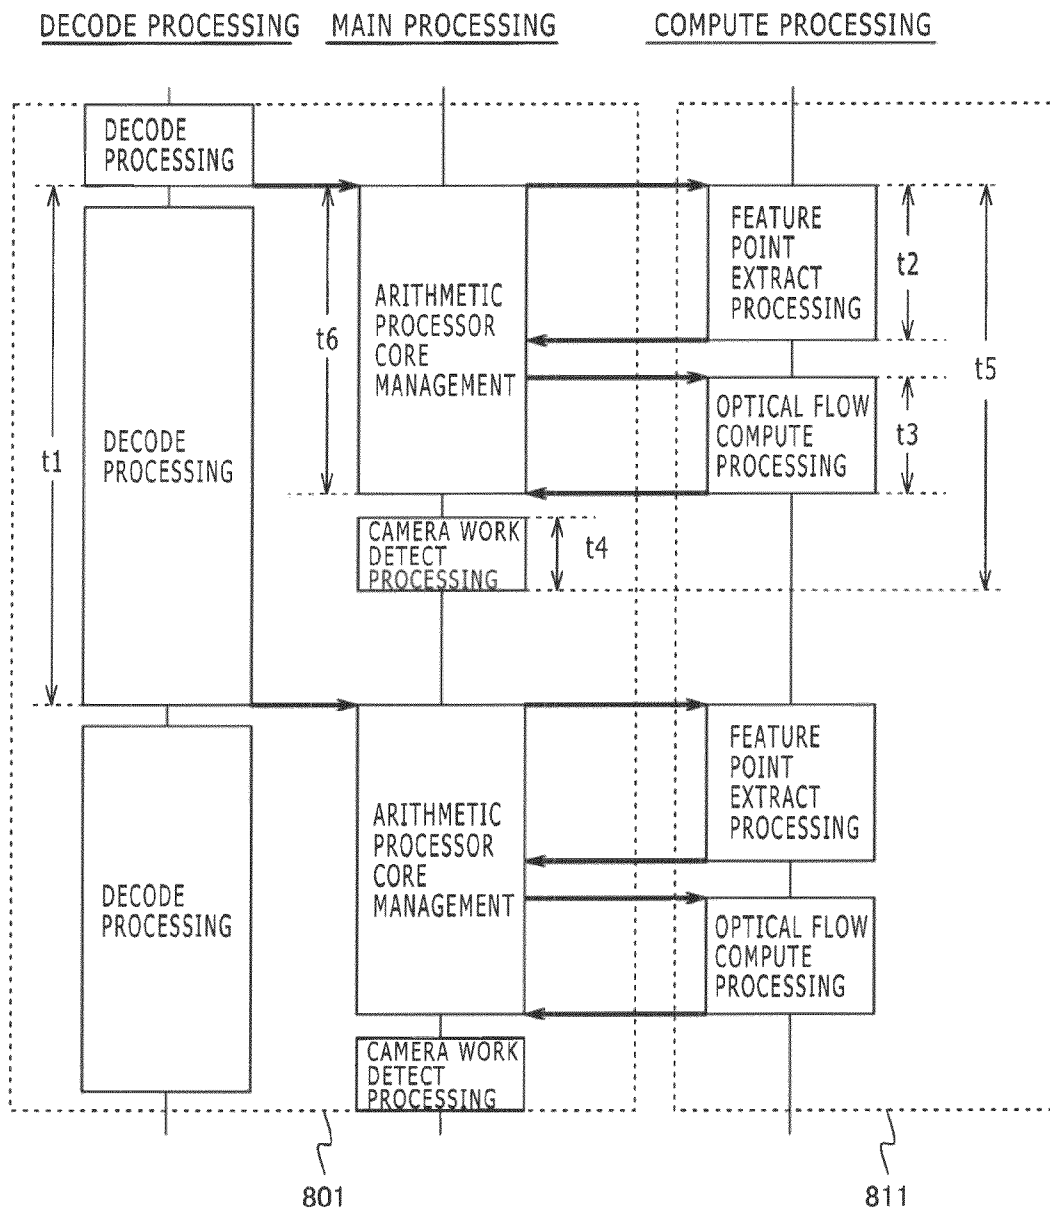 DECODE PROCESSING
MAIN PROCESSING
COMPUTE PROCESSING
DECODE
PROCESSING
FEATURE
POINT
EXTRACT
PROCESSING
t2
ARITHMETIC
PROCESSOR
CORE
MANAGEMENT
t6
t5
OPTICAL FLOW
COMPUTE
PROCESSING
t3
DECODE
PROCESSING
t1
CAMERA WORK
DETECT
PROCESSING
t4
FEATURE
POINT
EXTRACT
PROCESSING
ARITHMETIC
PROCESSOR
CORE
MANAGEMENT
DECODE
PROCESSING
OPTICAL FLOW
COMPUTE
PROCESSING
CAMERA WORK
DETECT
PROCESSING
801
811